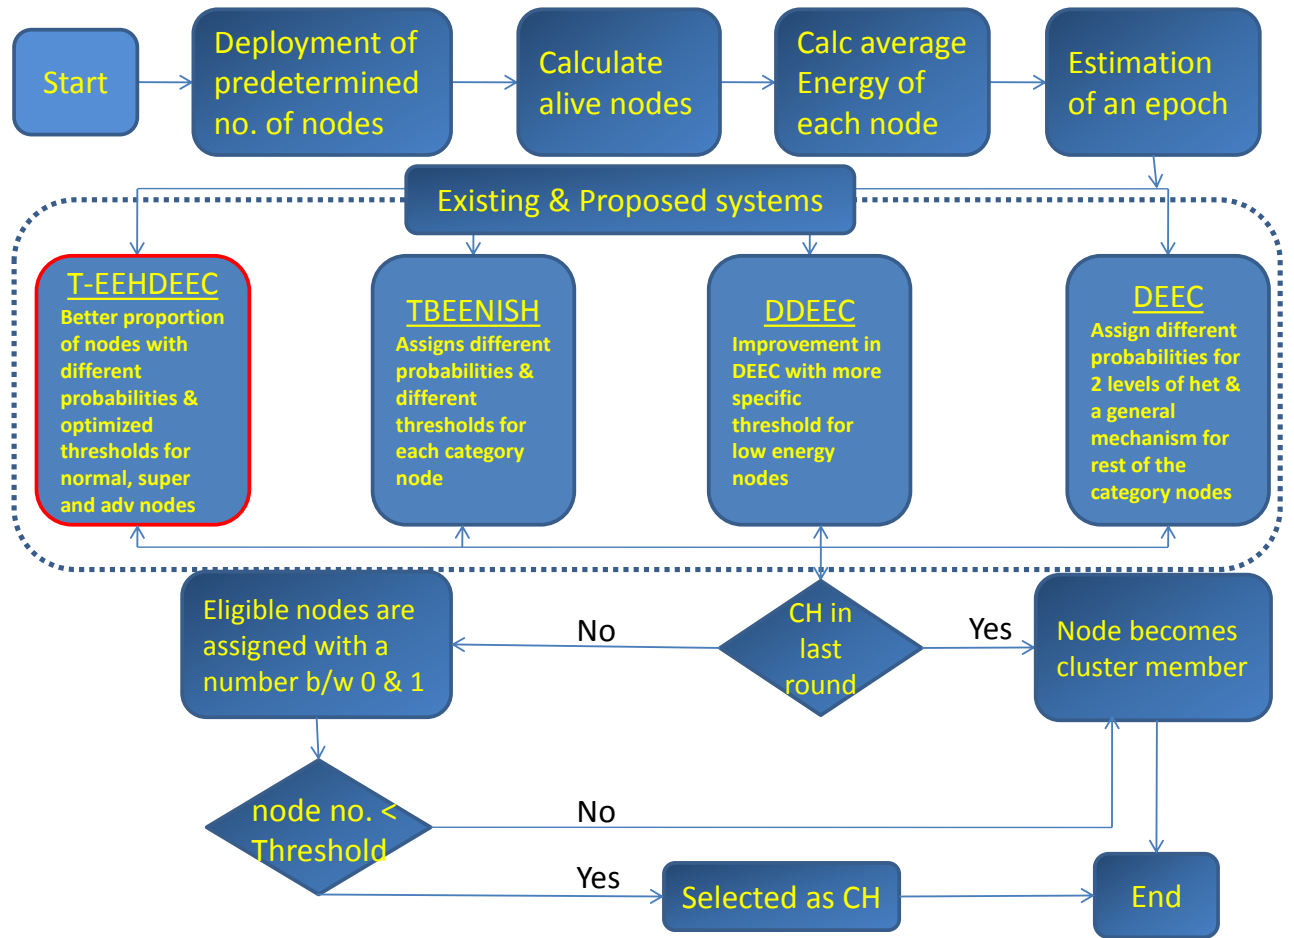 Start
Deployment of
predetermined
no. of nodes
Calculate
alive nodes
Calc average
Energy of
each node
Estimation
of an epoch
Existing & Proposed systems
T-EEHDEEC
Better proportion
of nodes with
different
probabilities &
optimized
thresholds for
normal, super
and adv nodes
TBEENISH
Assigns different
probabilities &
different
thresholds for
each category
node
DDEEC
Improvement in
DEEC with more
specific
threshold for
low energy
nodes
DEEC
Assign different
probabilities for
2 levels of het &
a general
mechanism for
rest of the
category nodes
Eligible nodes are
assigned with a
number b/w 0 & 1
No
CH in
last
round
Yes
Node becomes
cluster member
node no. <
Threshold
No
Yes
Selected as CH
End